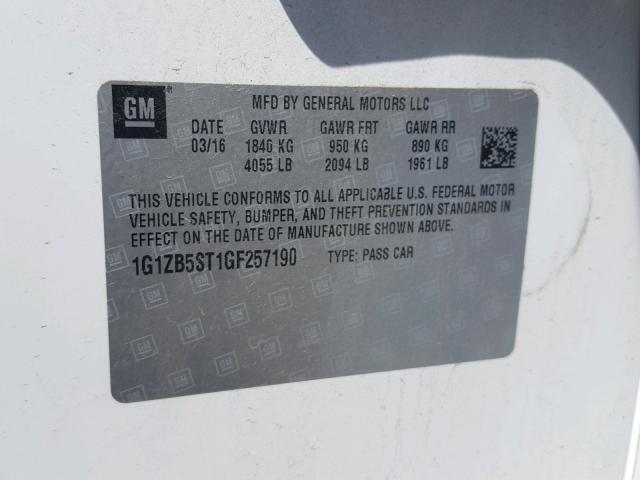 GM MFD BY GENERAL MOTORS LLC
DATE GVWR GAWR FRT GAWR RR
03/16 1840 KG 950 KG 890 KG
4055 LB 2094 LB 1961 LB
THIS VEHICLE CONFORMS TO ALL APPLICABLE U.S. FEDERAL MOTOR
VEHICLE SAFETY, BUMPER, AND THEFT PREVENTION STANDARDS IN
EFFECT ON THE DATE OF MANUFACTURE SHOWN ABOVE.
1G1ZB5ST1GF257190 TYPE: PASS CAR